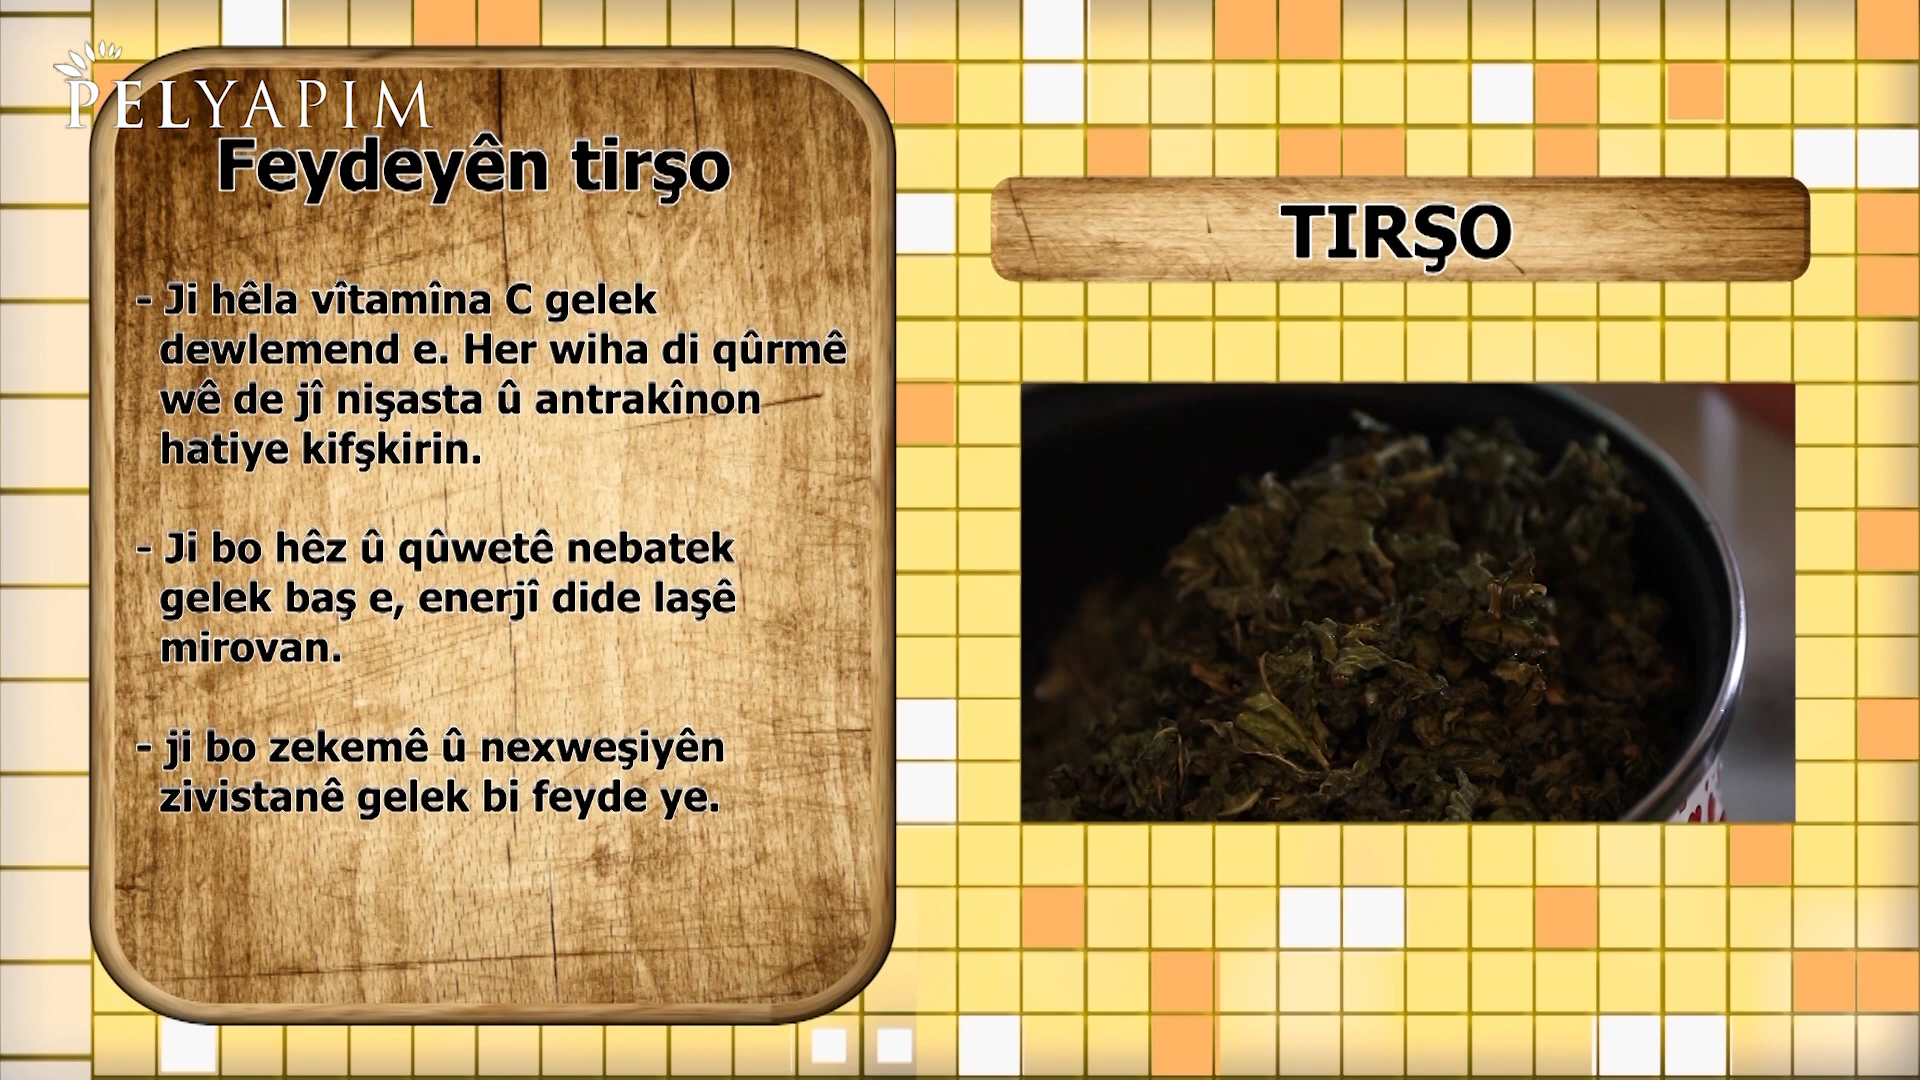 PELYAPIM
Feydeyên tirşo
- Ji hêla vîtamîna C gelek
dewlemend e. Her wiha di qûrmê
wê de jî nişasta û antrakînon
hatiye kifşkirin.
- Ji bo hêz û qûwetê nebatek
gelek baş e, enerjî dide laşê
mirovan.
- ji bo zekemê û nexweşiyên
zivistanê gelek bi feyde ye.
TIRŞO